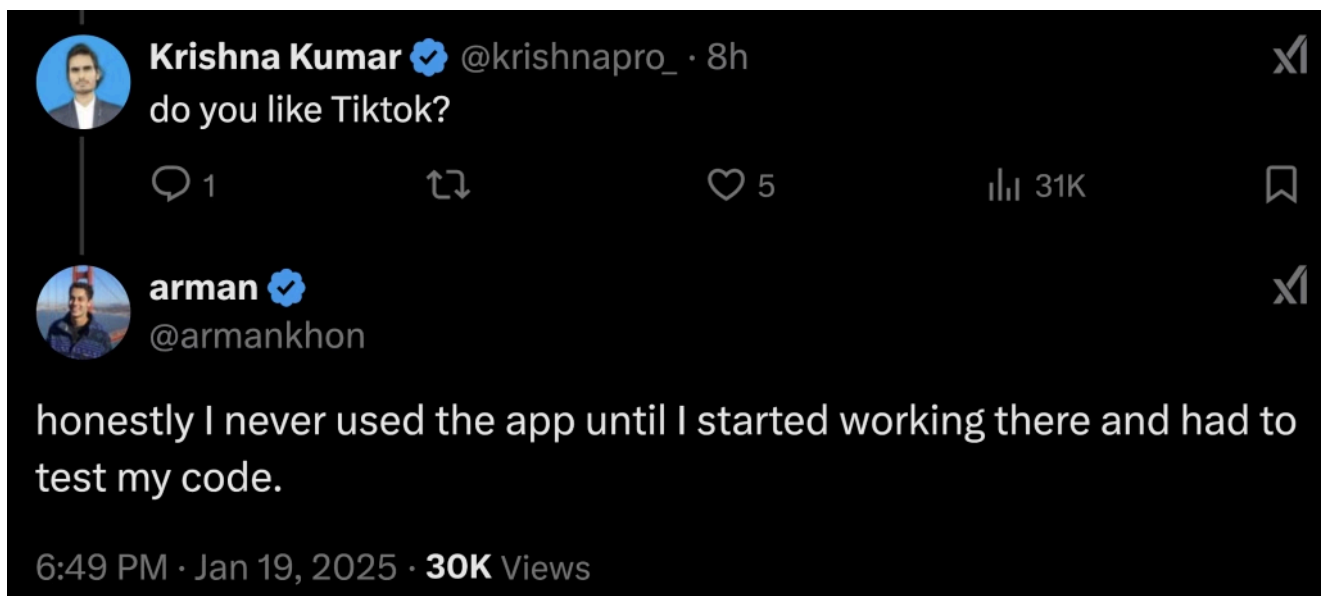 Krishna Kumar @krishnapro_ · 8h
do you like Tiktok?
1 5 31K
arman
@armankhon
honestly I never used the app until I started working there and had to
test my code.
6:49 PM · Jan 19, 2025 · 30K Views